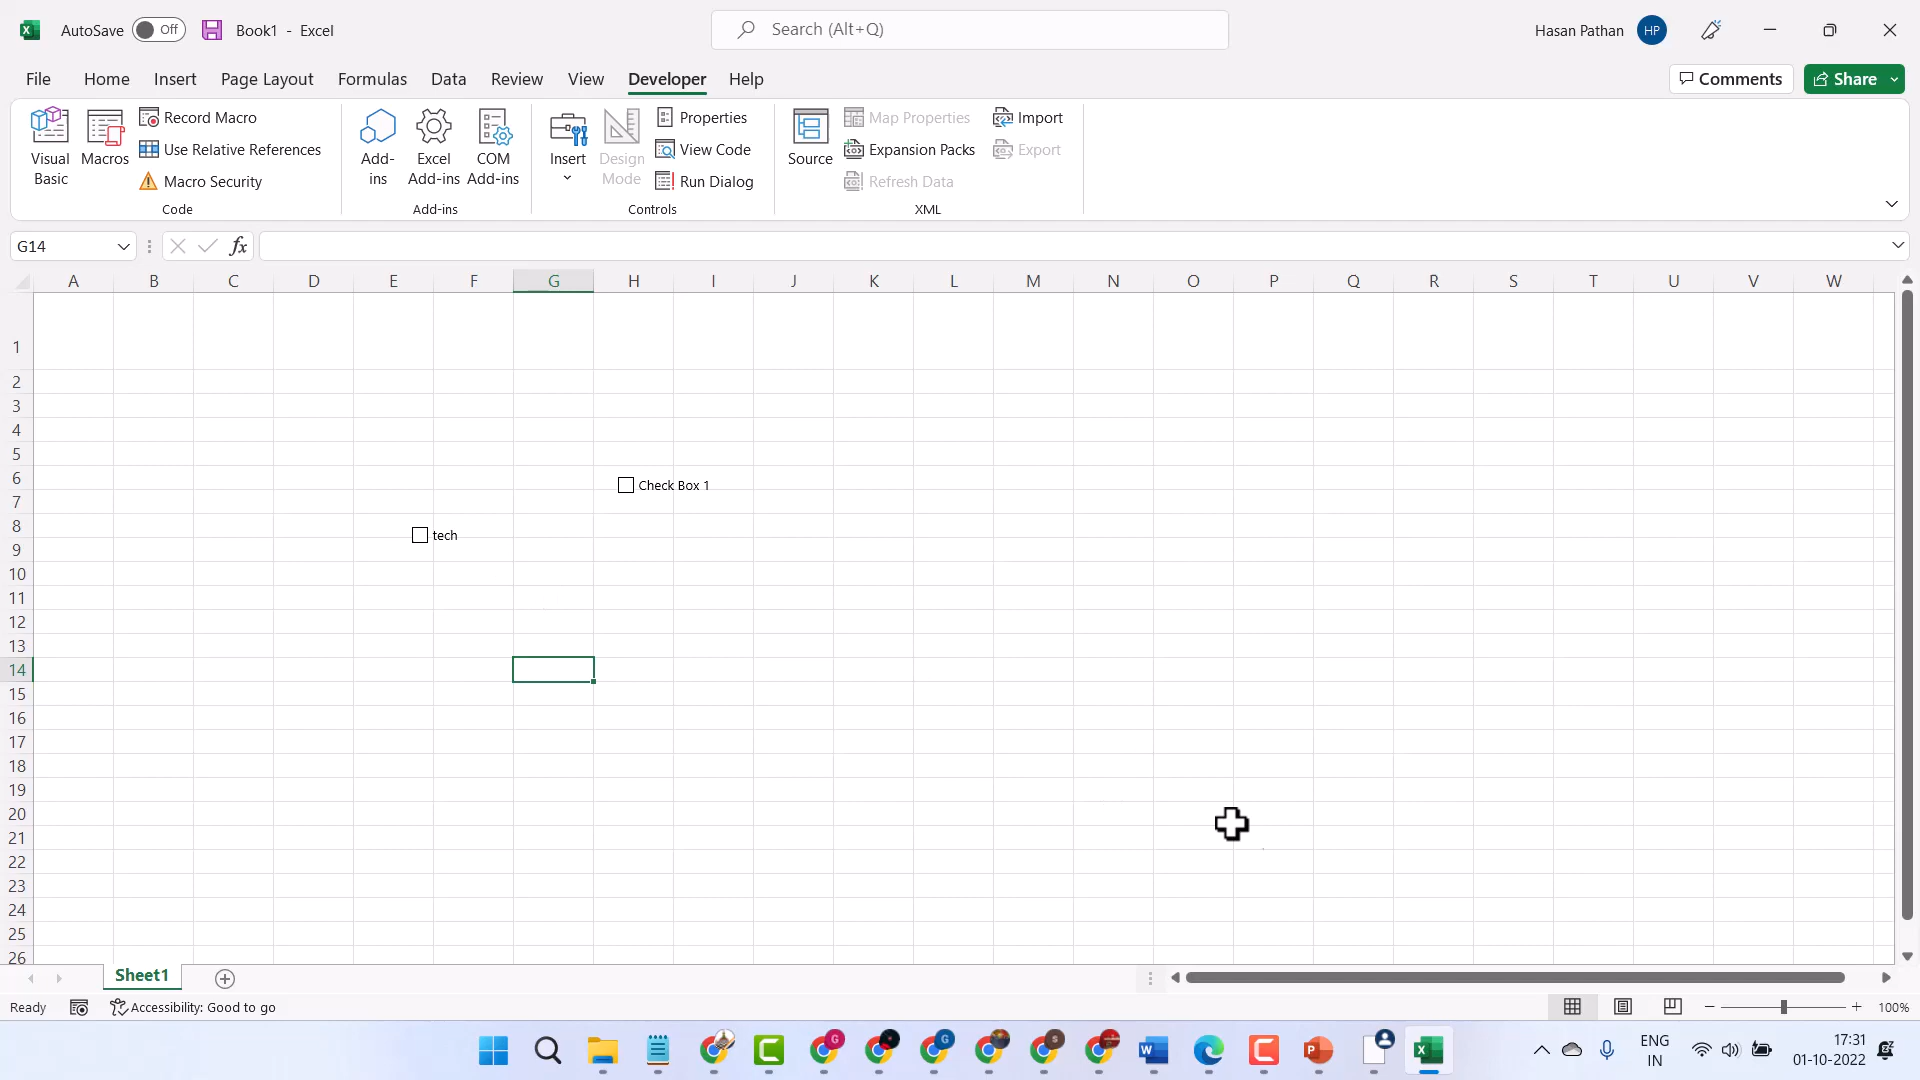 AutoSave Off Book1 - Excel Search (Alt+Q) Hasan Pathan HP
File Home Insert Page Layout Formulas Data Review View Developer Help Comments Share
Visual Basic
Macros
Record Macro
Use Relative References
Macro Security
Code
Add-ins
Excel Add-ins
COM Add-ins
Add-ins
Insert
Design Mode
Properties
View Code
Run Dialog
Controls
Source
Map Properties
Expansion Packs
Refresh Data
Import
Export
XML
G14 fx
A B C D E F G H I J K L M N O P Q R S T U V W
1
2
3
4
5
6
Check Box 1
7
8
tech
9
10
11
12
13
14
15
16
17
18
19
20
21
22
23
24
25
26
Sheet1
Ready Accessibility: Good to go 100%
ENG
IN
17:31
01-10-2022